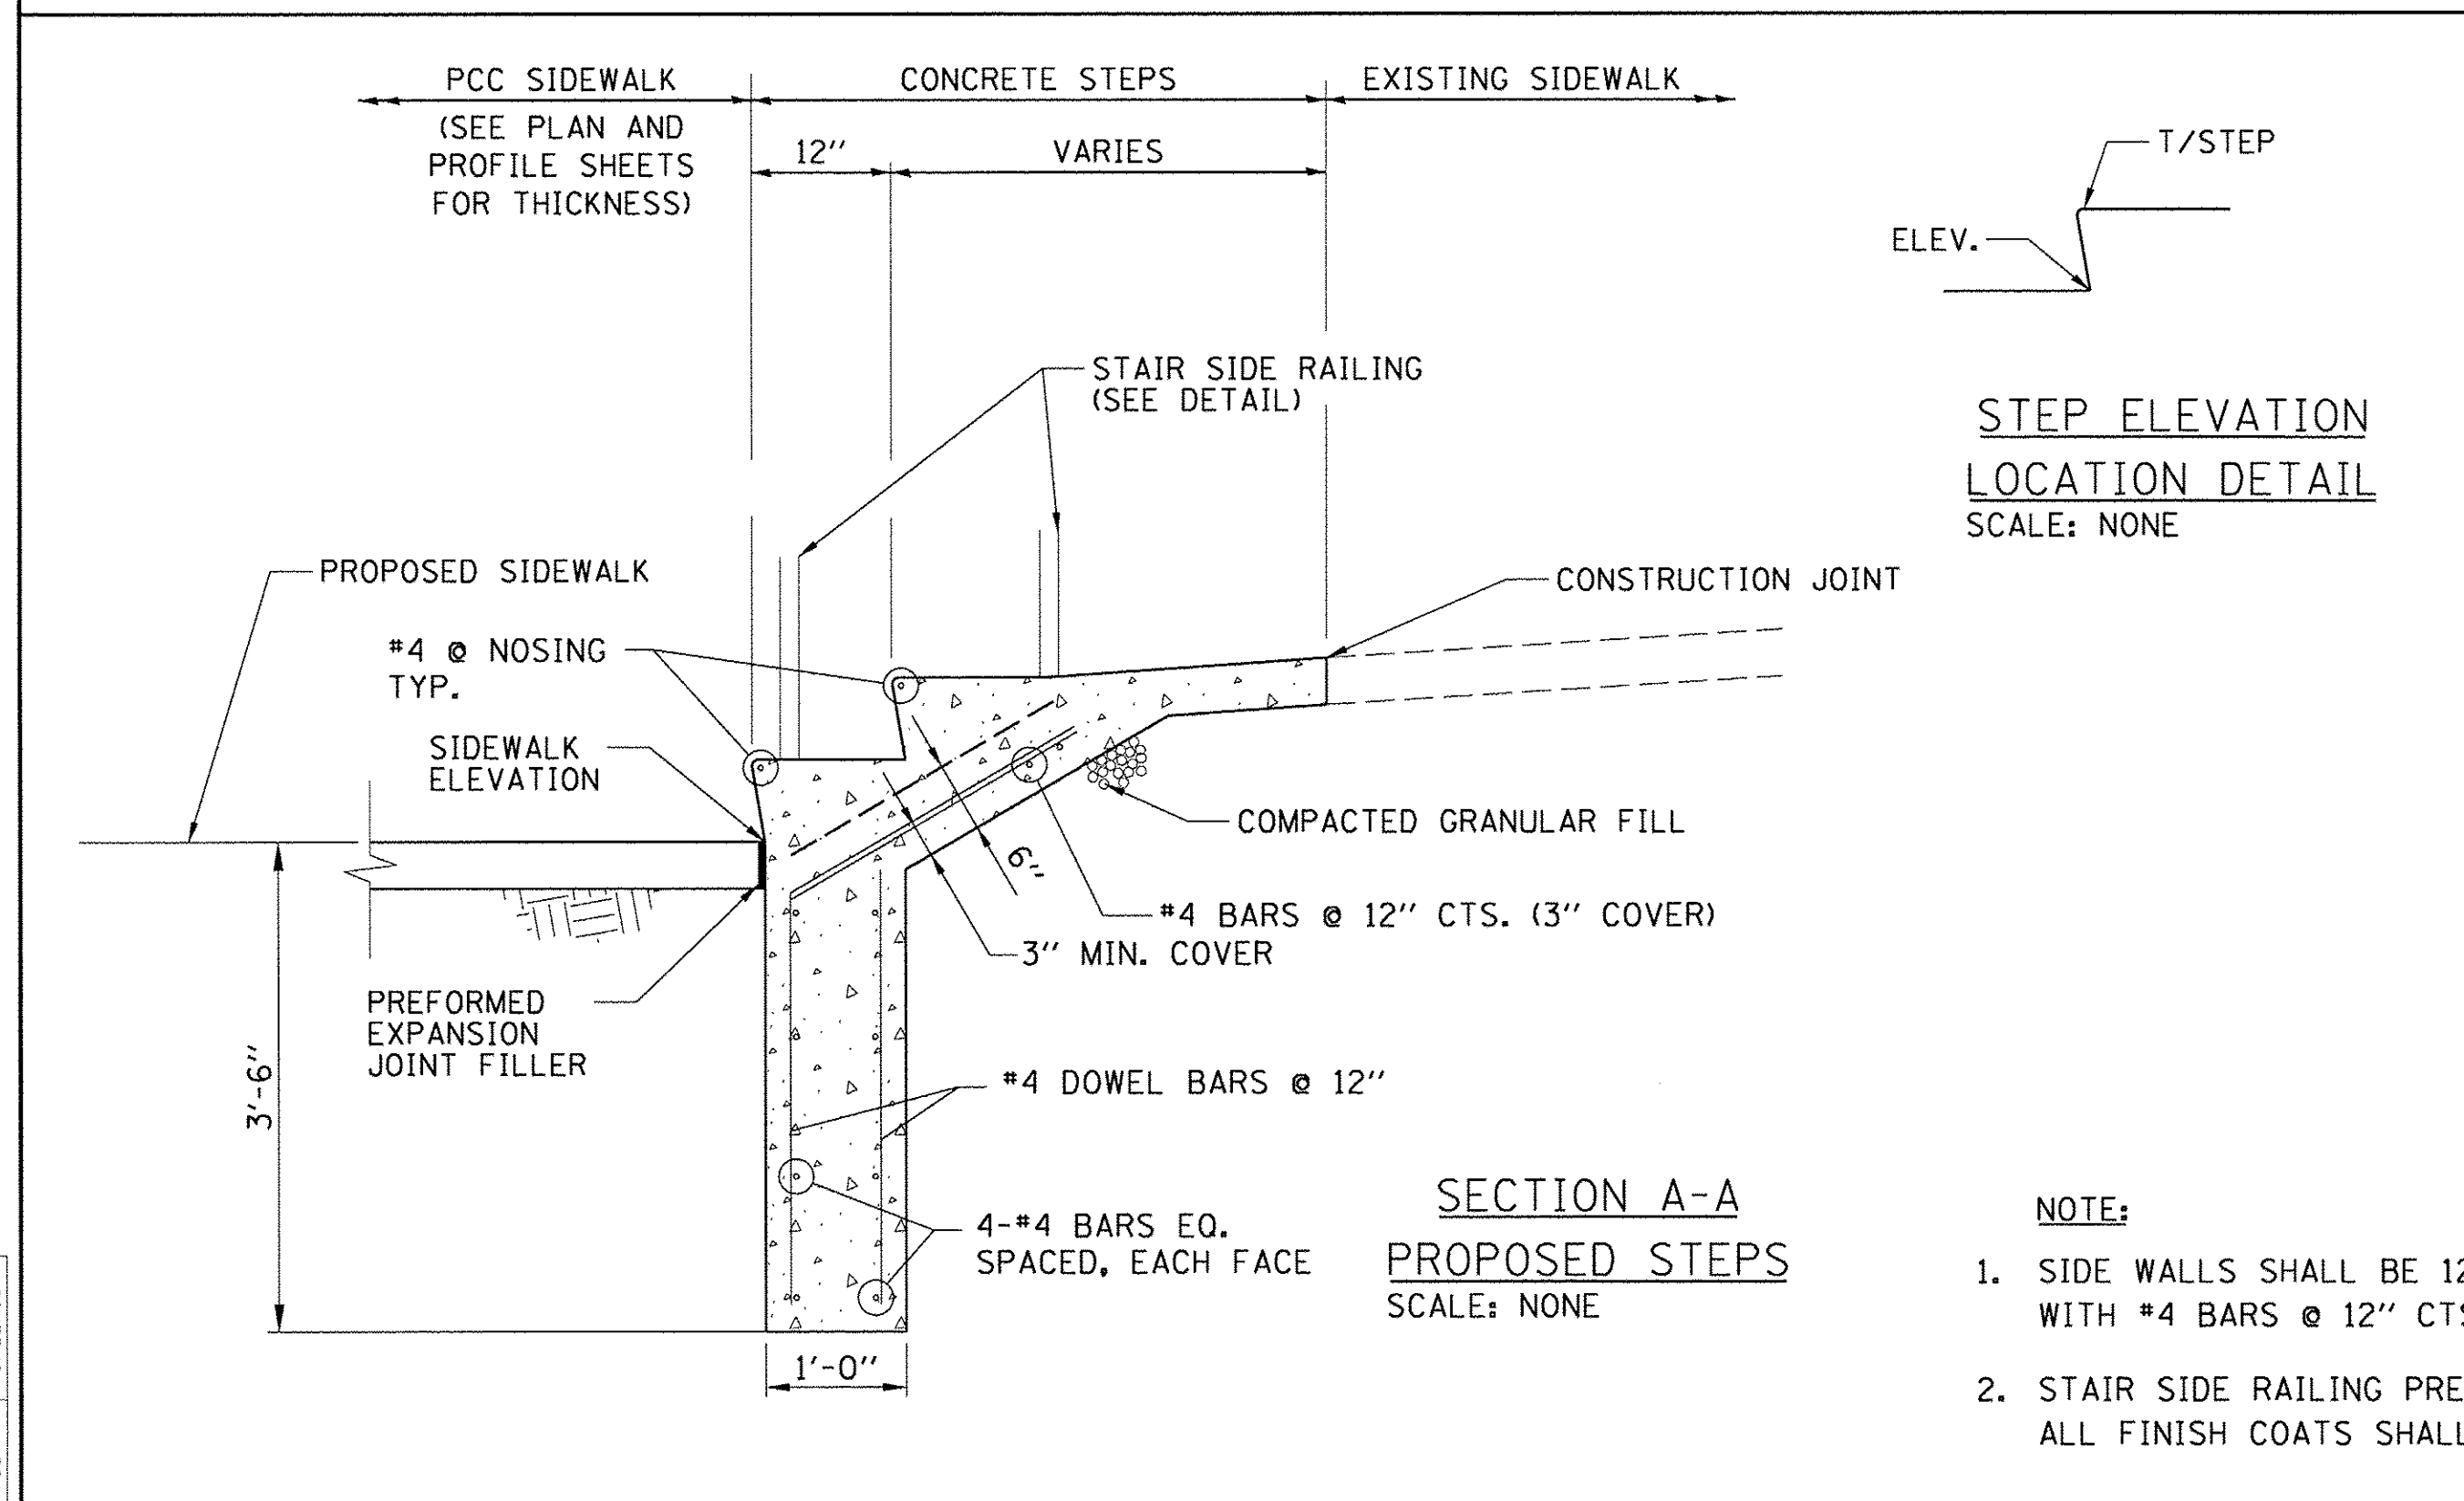 PCC SIDEWALK
(SEE PLAN AND
PROFILE SHEETS
FOR THICKNESS)
CONCRETE STEPS
EXISTING SIDEWALK
12''
VARIES
T/STEP
ELEV.
STEP ELEVATION
LOCATION DETAIL
SCALE: NONE
STAIR SIDE RAILING
(SEE DETAIL)
PROPOSED SIDEWALK
CONSTRUCTION JOINT
#4 @ NOSING
TYP.
SIDEWALK
ELEVATION
COMPACTED GRANULAR FILL
6''
#4 BARS @ 12'' CTS. (3'' COVER)
3'' MIN. COVER
PREFORMED
EXPANSION
JOINT FILLER
3'-6''
#4 DOWEL BARS @ 12''
4-#4 BARS EQ.
SPACED, EACH FACE
1'-0''
SECTION A-A
PROPOSED STEPS
SCALE: NONE
NOTE:
1. SIDE WALLS SHALL BE 12
WITH #4 BARS @ 12'' CTS
2. STAIR SIDE RAILING PRE
ALL FINISH COATS SHALL